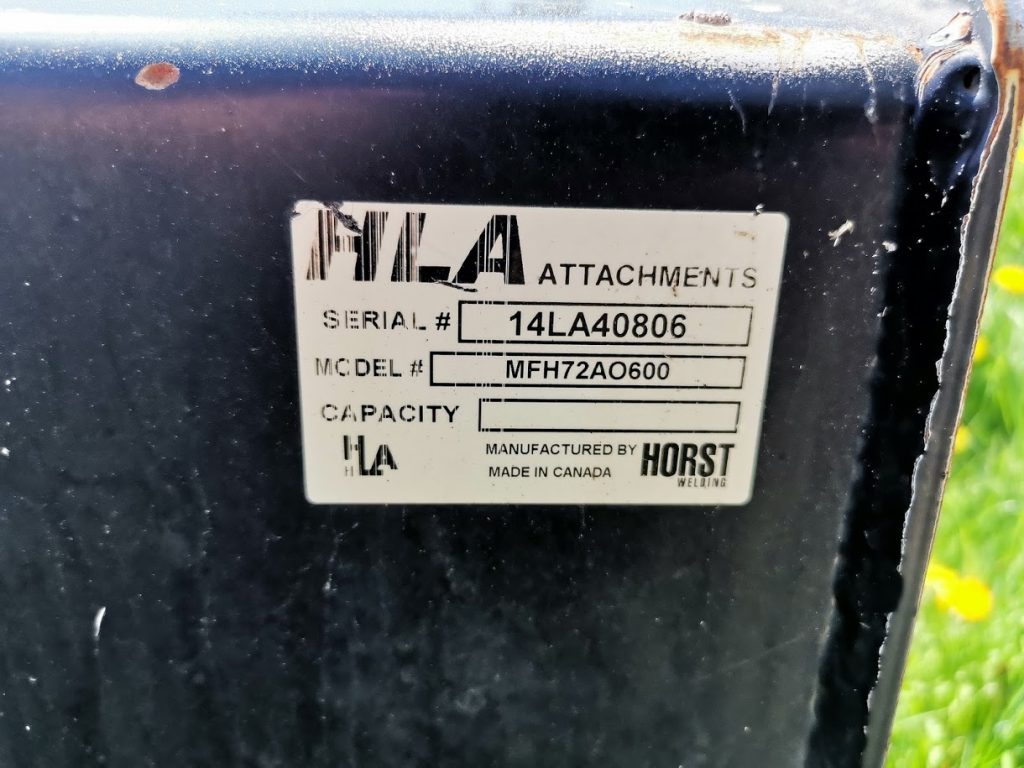 HLA ATTACHMENTS
SERIAL # 14LA40806
MODEL # MFH72AO600
CAPACITY
HLA
MANUFACTURED BY HORST
MADE IN CANADA WELDING